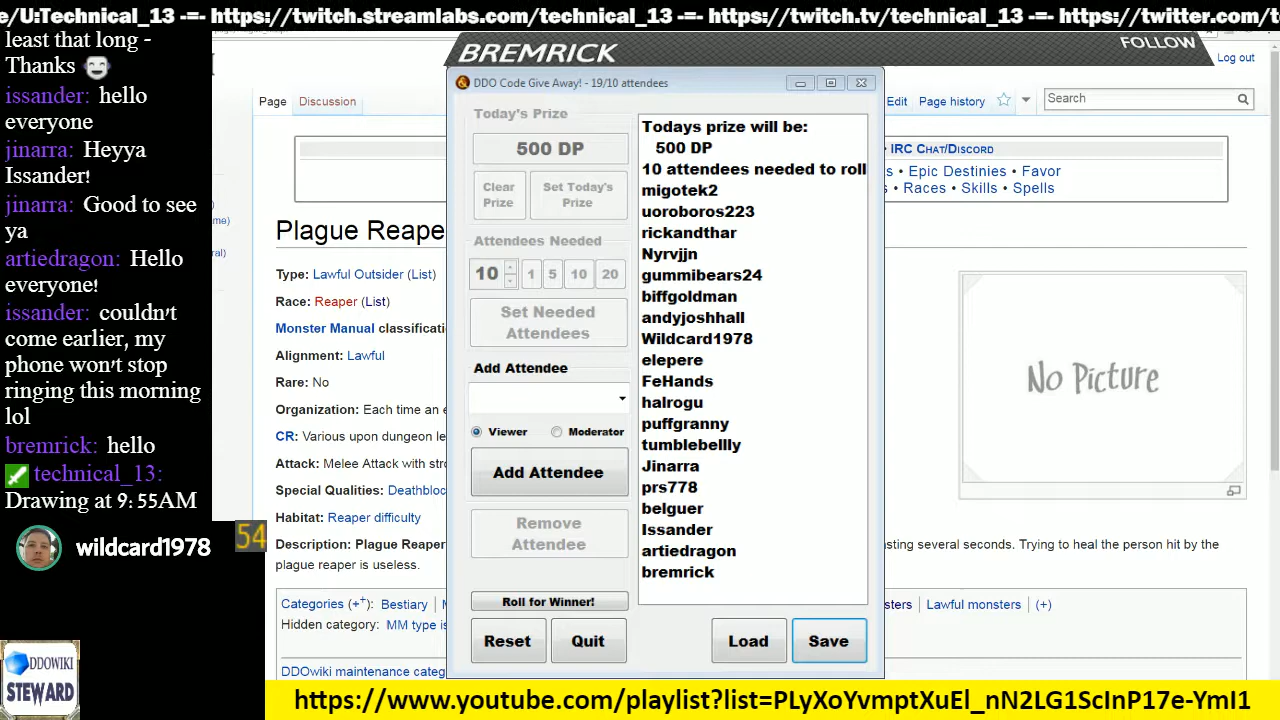 e/U:Technical_13 -=- https://twitch.streamlabs.com/technical_13 -=- https://twitch.tv/technical_13 -=- https://twitter.com/t
least that long -
Thanks
issander: hello
everyone
jinarra: Heyya
Issander!
jinarra: Good to see
ya
artiedragon: Hello
everyone!
issander: couldn't
come earlier, my
phone won't stop
ringing this morning
lol
bremrick: hello
technical_13:
Drawing at 9:55AM
wildcard1978
54
DDOWIKI
STEWARD
BREMRICK
FOLLOW
Log out
Page Discussion
Edit Page history
Search
IRC Chat/Discord
s • Epic Destinies • Favor
s • Races • Skills • Spells
Plague Reape
Type: Lawful Outsider (List)
Race: Reaper (List)
Monster Manual classificati
Alignment: Lawful
Rare: No
Organization: Each time an e
CR: Various upon dungeon le
Attack: Melee Attack with stro
Special Qualities: Deathbloc
Habitat: Reaper difficulty
Description: Plague Reaper
asting several seconds. Trying to heal the person hit by the
plague reaper is useless.
No Picture
Categories (++): Bestiary
sters Lawful monsters (+)
Hidden category: MM type is
DDOwiki maintenance categ
DDO Code Give Away! - 19/10 attendees
Today's Prize
500 DP
Clear
Prize
Set Today's
Prize
Attendees Needed
10 1 5 10 20
Set Needed
Attendees
Add Attendee
Viewer Moderator
Add Attendee
Remove
Attendee
Roll for Winner!
Reset Quit
Todays prize will be:
500 DP
10 attendees needed to roll
migotek2
uoroboros223
rickandthar
Nyrvjjn
gummibears24
biffgoldman
andyjoshhall
Wildcard1978
elepere
FeHands
halrogu
puffgranny
tumblebellly
Jinarra
prs778
belguer
Issander
artiedragon
bremrick
Load Save
https://www.youtube.com/playlist?list=PLyXoYvmptXuEl_nN2LG1ScInP17e-YmI1